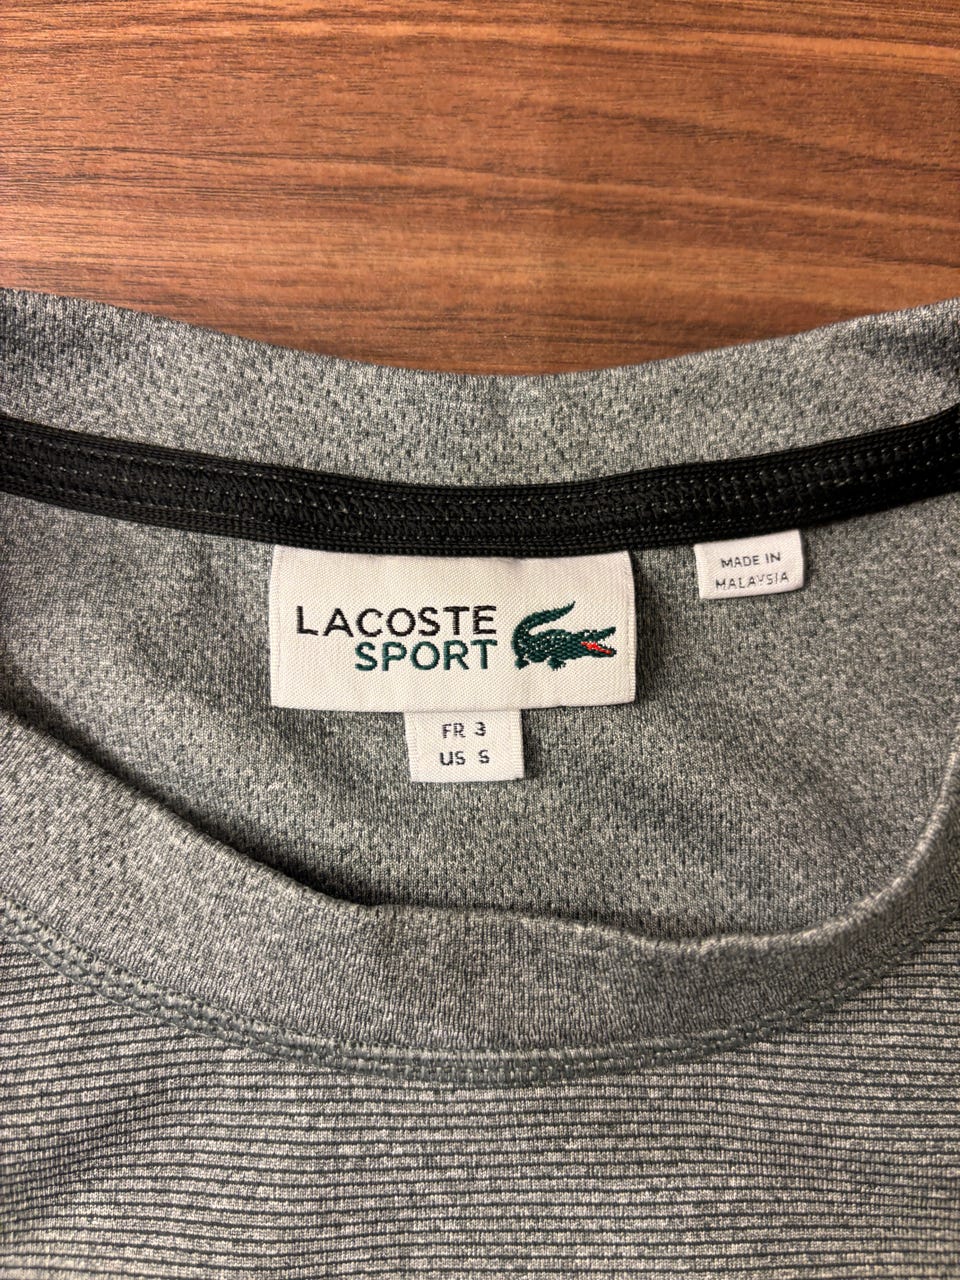 LACOSTE
SPORT
FR 3
US S
MADE IN
MALAYSIA